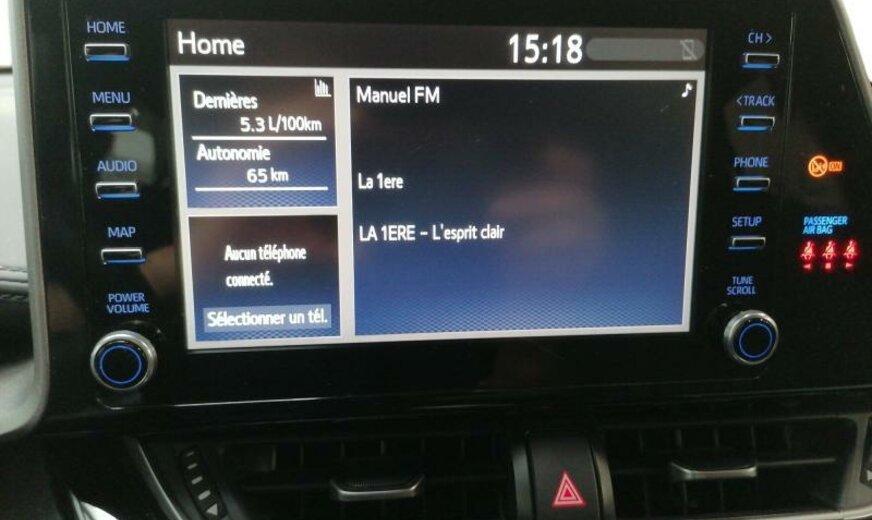 HOME
MENU
AUDIO
MAP
POWER
VOLUME
Home
15:18
Dernières
5.3 L/100km
Autonomie
65 km
Aucun téléphone
connecté.
Sélectionner un tél.
Manuel FM
La 1ere
LA 1ERE - L'esprit clair
CH >
<TRACK
PHONE
SETUP
TUNE
SCROLL
ON
PASSENGER
AIR BAG